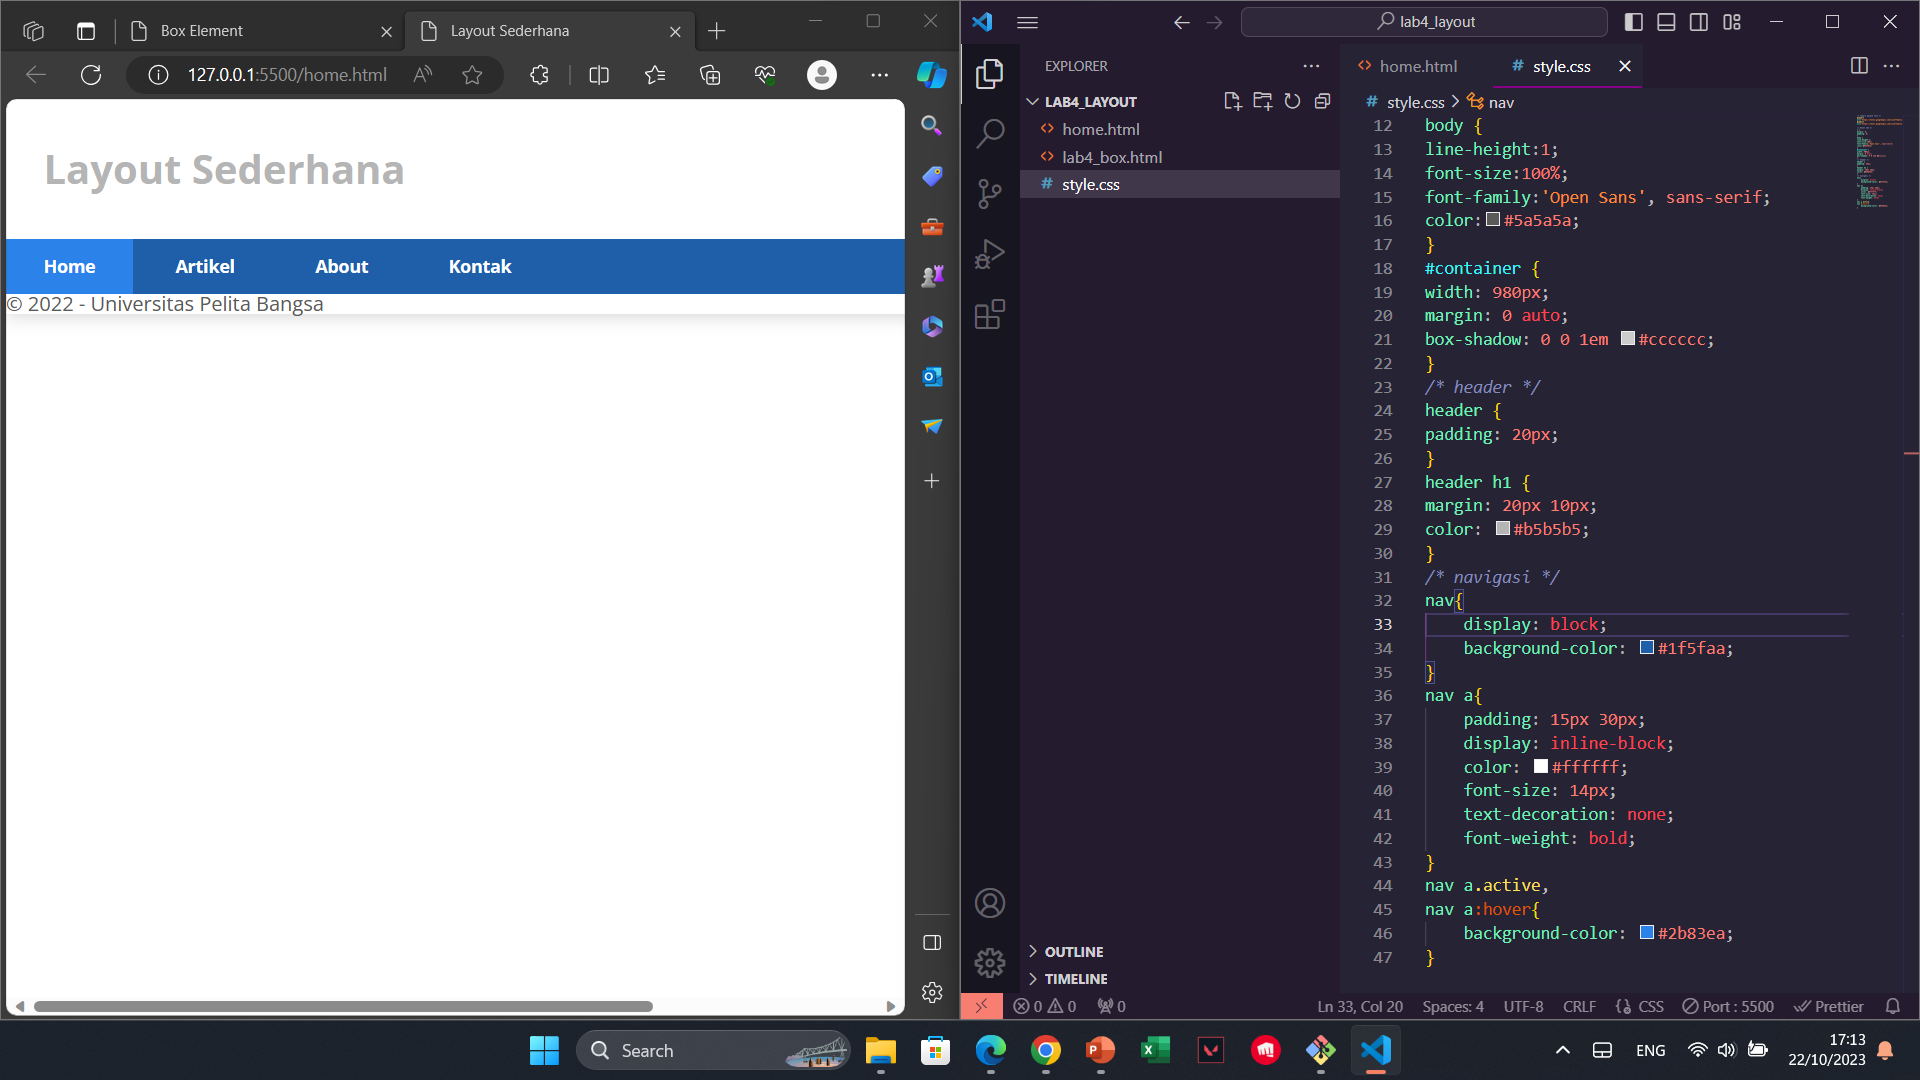 Box Element
Layout Sederhana
127.0.0.1:5500/home.html
Layout Sederhana
Home
Artikel
About
Kontak
© 2022 - Universitas Pelita Bangsa
lab4_layout
EXPLORER
LAB4_LAYOUT
home.html
lab4_box.html
style.css
OUTLINE
TIMELINE
home.html
style.css
style.css > nav
12 body {
13 line-height:1;
14 font-size:100%;
15 font-family:'Open Sans', sans-serif;
16 color: #5a5a5a;
17 }
18 #container {
19 width: 980px;
20 margin: 0 auto;
21 box-shadow: 0 0 1em #cccccc;
22 }
23 /* header */
24 header {
25 padding: 20px;
26 }
27 header h1 {
28 margin: 20px 10px;
29 color: #b5b5b5;
30 }
31 /* navigasi */
32 nav{
33 display: block;
34 background-color: #1f5faa;
35 }
36 nav a{
37 padding: 15px 30px;
38 display: inline-block;
39 color: #ffffff;
40 font-size: 14px;
41 text-decoration: none;
42 font-weight: bold;
43 }
44 nav a.active,
45 nav a:hover{
46 background-color: #2b83ea;
47 }
0 0 0
Ln 33, Col 20
Spaces: 4
UTF-8
CRLF
CSS
Port : 5500
Prettier
Search
ENG
17:13
22/10/2023